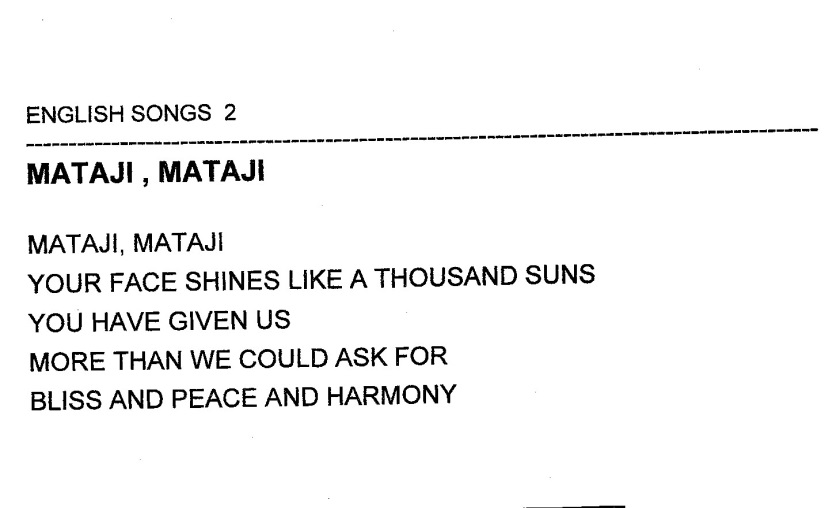 ENGLISH SONGS 2
--------------------------------------------------------------------------------
MATAJI , MATAJI
MATAJI, MATAJI
YOUR FACE SHINES LIKE A THOUSAND SUNS
YOU HAVE GIVEN US
MORE THAN WE COULD ASK FOR
BLISS AND PEACE AND HARMONY